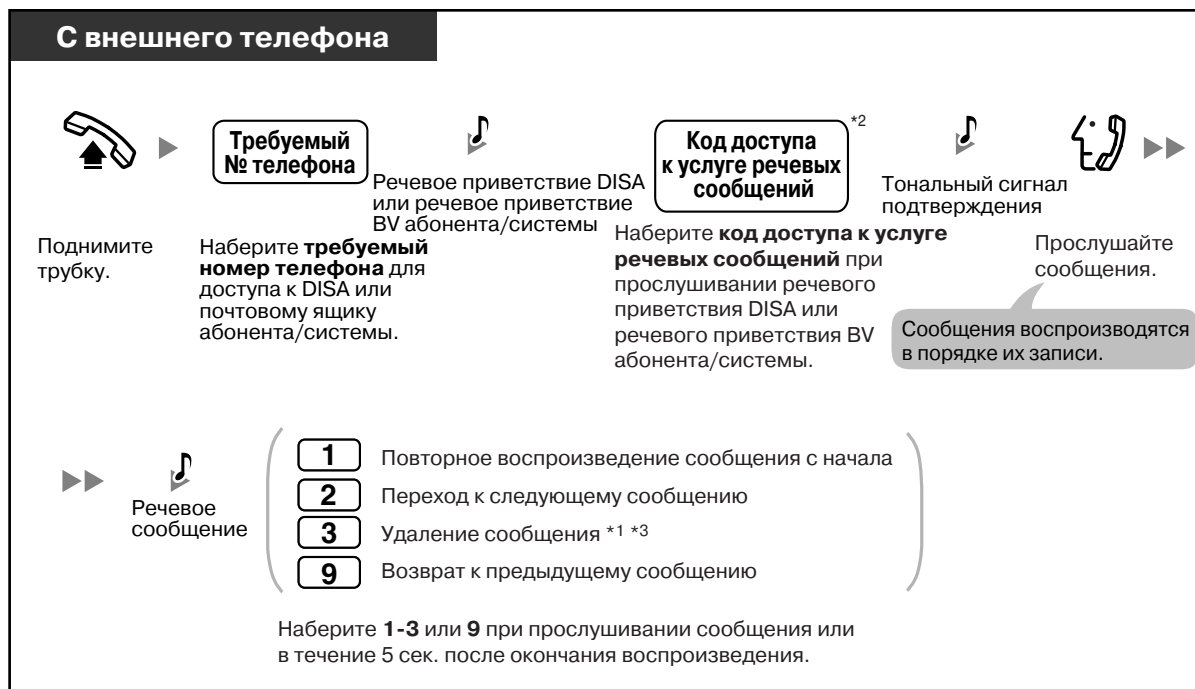 С внешнего телефона
Требуемый
№ телефона
Речевое приветствие DISA
или речевое приветствие
BV абонента/системы
Код доступа
к услуге речевых
сообщений
*2
Тональный сигнал
подтверждения
Поднимите
трубку.
Наберите требуемый
номер телефона для
доступа к DISA или
почтовому ящику
абонента/системы.
Наберите код доступа к услуге
речевых сообщений при
прослушивании речевого
приветствия DISA или
речевого приветствия BV
абонента/системы.
Прослушайте
сообщения.
Сообщения воспроизводятся
в порядке их записи.
Речевое
сообщение
1 Повторное воспроизведение сообщения с начала
2 Переход к следующему сообщению
3 Удаление сообщения *1 *3
9 Возврат к предыдущему сообщению
Наберите 1-3 или 9 при прослушивании сообщения или
в течение 5 сек. после окончания воспроизведения.